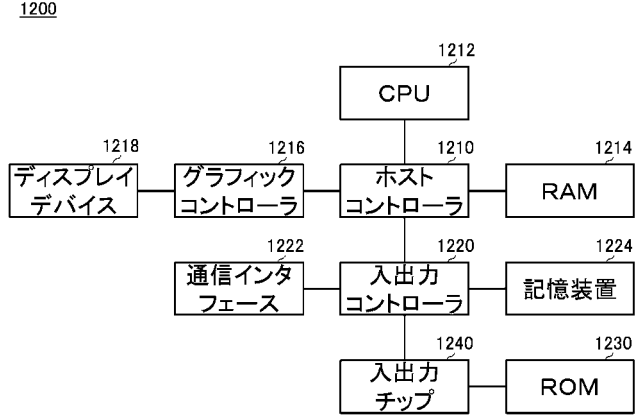 1200
1212
CPU
1218
ディスプレイ
デバイス
1216
グラフィック
コントローラ
1210
ホスト
コントローラ
1214
RAM
1222
通信インタ
フェース
1220
入出力
コントローラ
1224
記憶装置
1240
入出力
チップ
1230
ROM